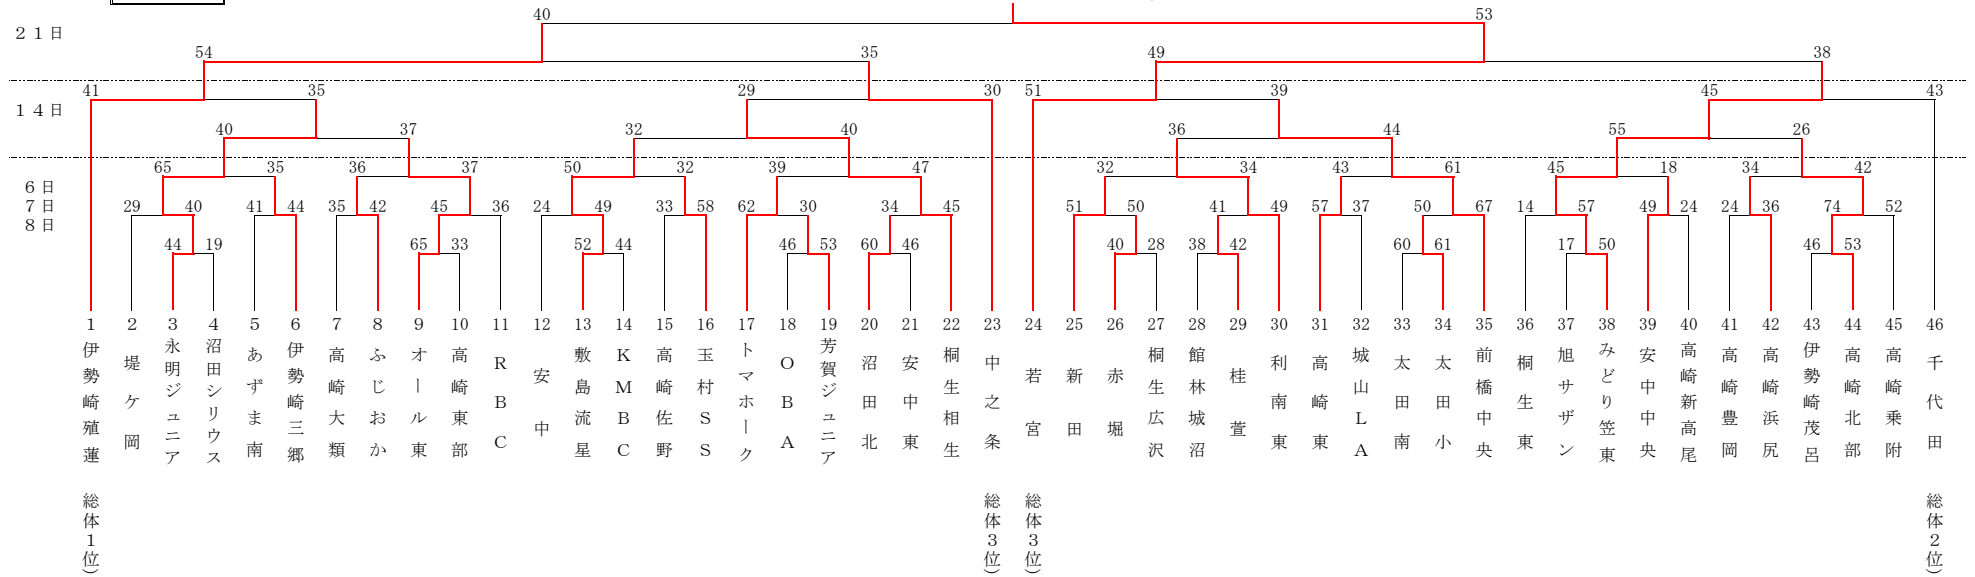 40 53
21日
54 35 49 38
41 35 29 30 51 39 45 43
14日
40 37 32 40 36 44 55 26
65 35 36 37 50 32 39 47 32 34 43 61 45 18 34 42
6日
7日
8日
29 40 41 44 35 42 45 36 24 49 33 58 62 30 34 45 51 50 41 49 57 37 50 67 14 57 49 24 24 36 74 52
44 19 65 33 52 44 46 53 60 46 40 28 38 42 60 61 17 50 46 53
1 2 3 4 5 6 7 8 9 10 11 12 13 14 15 16 17 18 19 20 21 22 23 24 25 26 27 28 29 30 31 32 33 34 35 36 37 38 39 40 41 42 43 44 45 46
伊勢崎殖蓮
堤ケ岡
永明ジュニア
沼田シリウス
あずま南
伊勢崎三郷
高崎大類
ふじおか
オール東
高崎東部
RBC
安中
敷島流星
KMBC
高崎佐野
玉村SS
トマホーク
OBA
芳賀ジュニア
沼田北
安中東
桐生相生
中之条
若宮
新田
赤堀
桐生広沢
館林城沼
桂萱
利南東
高崎東
城山LA
太田南
太田小
前橋中央
桐生東
旭サザン
みどり笠東
安中中央
高崎新高尾
高崎豊岡
高崎浜尻
伊勢崎茂呂
高崎北部
高崎乗附
千代田
総体1位)
総体3位)
総体3位)
総体2位)